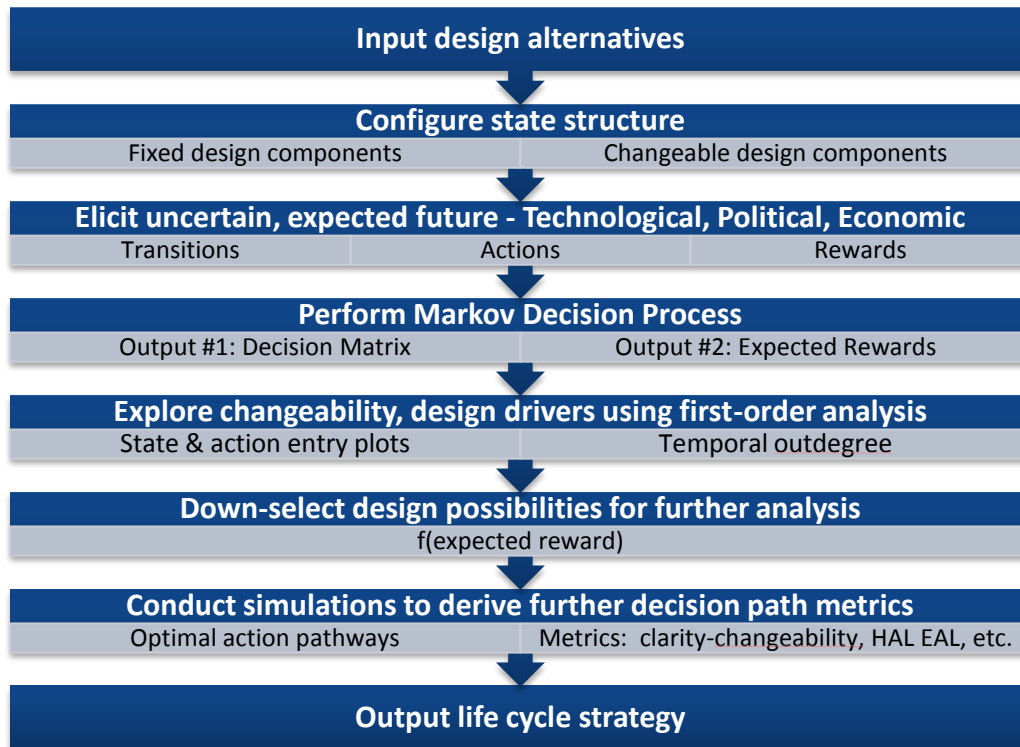 Input design alternatives
Configure state structure
Fixed design components
Changeable design components
Elicit uncertain, expected future - Technological, Political, Economic
Transitions
Actions
Rewards
Perform Markov Decision Process
Output #1: Decision Matrix
Output #2: Expected Rewards
Explore changeability, design drivers using first-order analysis
State & action entry plots
Temporal outdegree
Down-select design possibilities for further analysis
f(expected reward)
Conduct simulations to derive further decision path metrics
Optimal action pathways
Metrics: clarity-changeability, HAL EAL, etc.
Output life cycle strategy